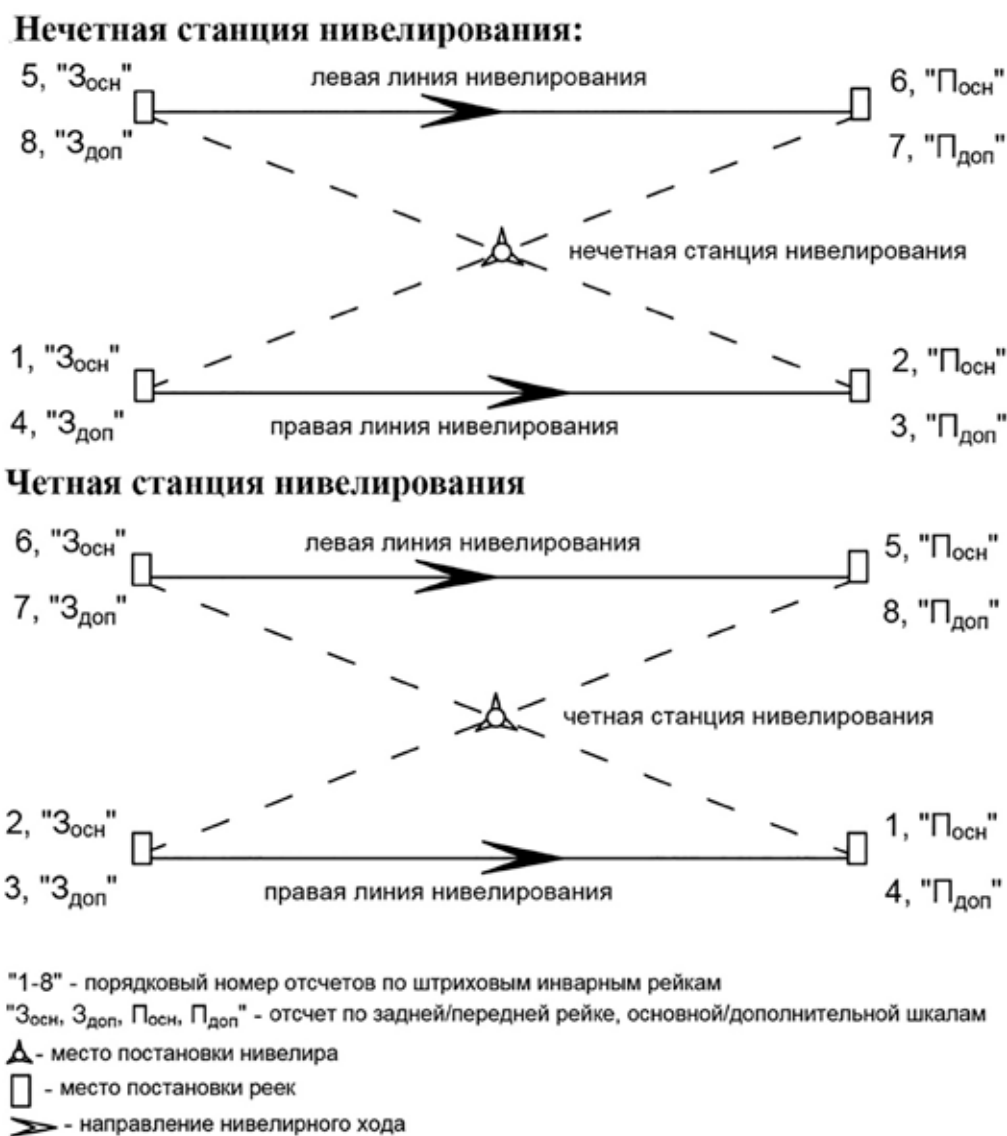 Нечетная станция нивелирования:
5, "Зосн" левая линия нивелирования 6, "Посн"
8, "Здоп" 7, "Пдоп"
нечетная станция нивелирования
1, "Зосн" 2, "Посн"
4, "Здоп" правая линия нивелирования 3, "Пдоп"
Четная станция нивелирования
6, "Зосн" левая линия нивелирования 5, "Посн"
7, "Здоп" 8, "Пдоп"
четная станция нивелирования
2, "Зосн" 1, "Посн"
3, "Здоп" правая линия нивелирования 4, "Пдоп"
"1-8" - порядковый номер отсчетов по штриховым инварным рейкам
"Зосн, Здоп, Посн, Пдоп" - отсчет по задней/передней рейке, основной/дополнительной шкалам
- место постановки нивелира
- место постановки реек
- направление нивелирного хода